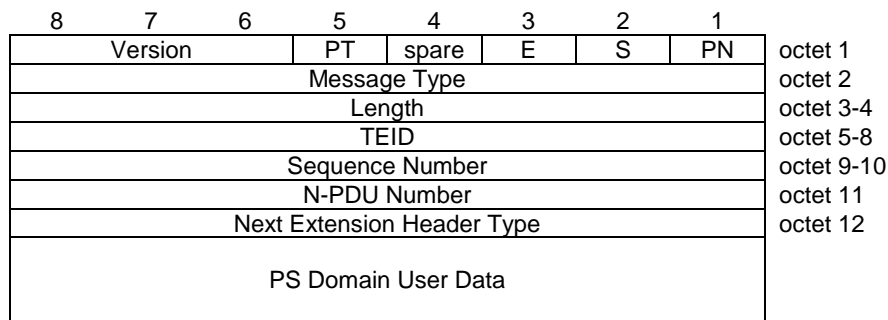 8 7 6 5 4 3 2 1
Version PT spare E S PN octet 1
Message Type octet 2
Length octet 3-4
TEID octet 5-8
Sequence Number octet 9-10
N-PDU Number octet 11
Next Extension Header Type octet 12
PS Domain User Data